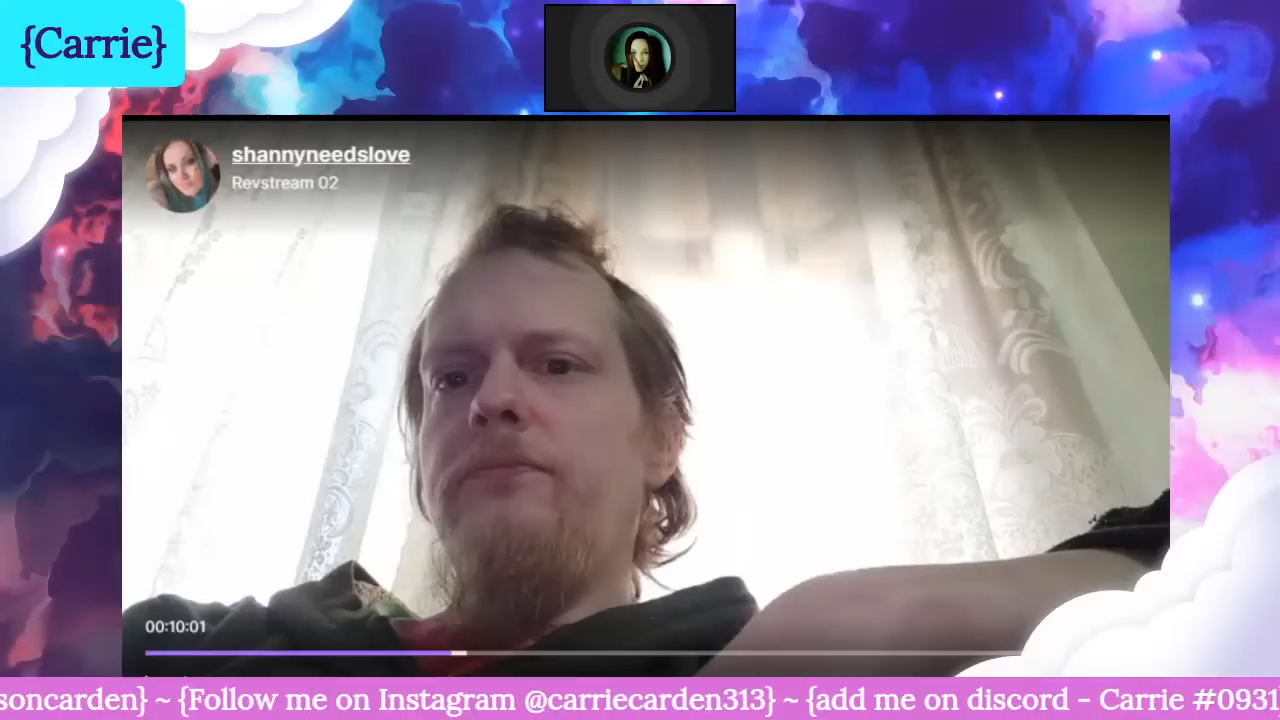 {Carrie}
shannyneedslove
Revstream 02
00:10:01
soncarden} ~ {Follow me on Instagram @carriecarden313} ~ {add me on discord - Carrie #0931